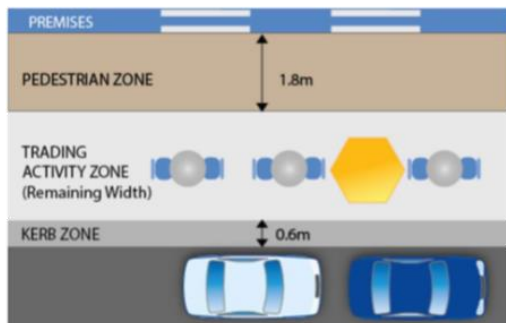 PREMISES
PEDESTRIAN ZONE
1.8m
TRADING
ACTIVITY ZONE
(Remaining Width)
KERB ZONE
0.6m